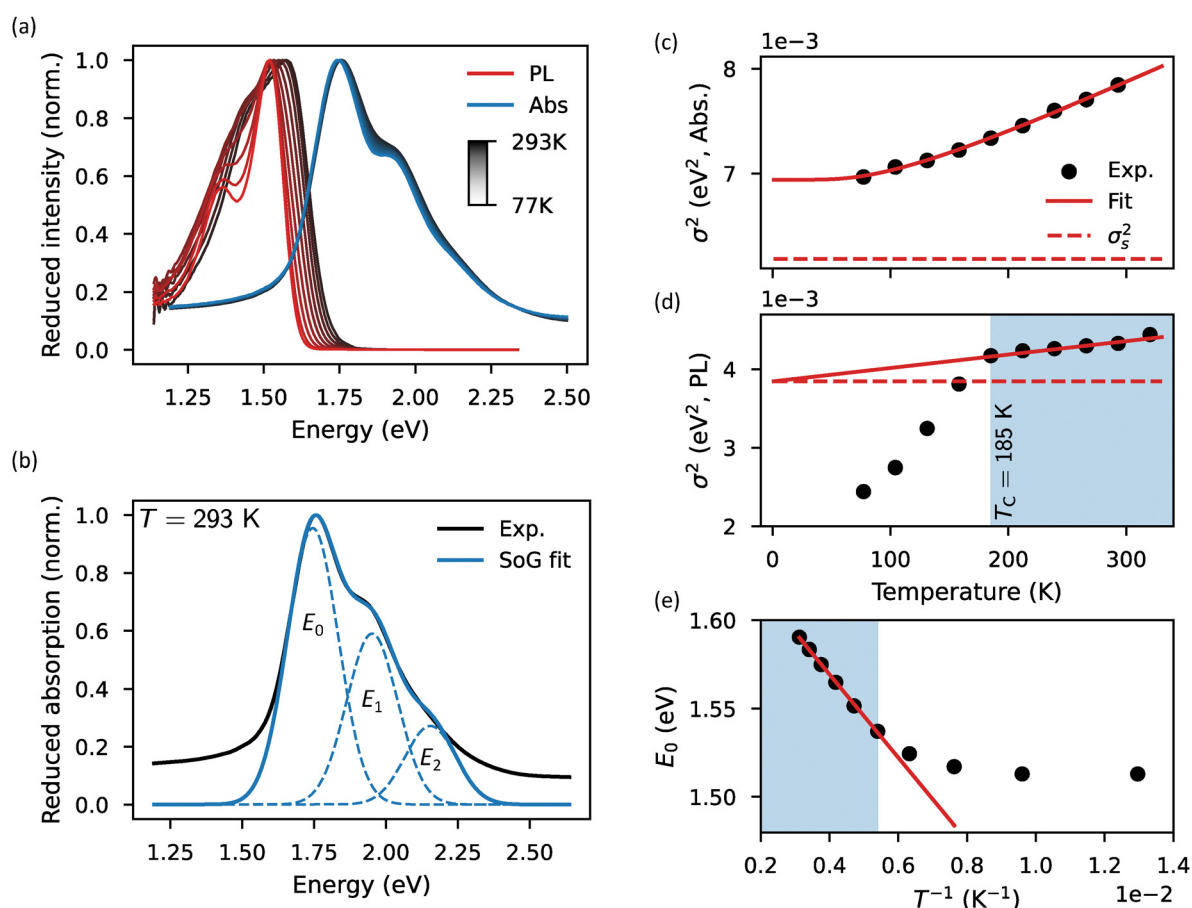 (a)
Reduced intensity (norm.)
1.0
0.8
0.6
0.4
0.2
0.0
PL
Abs
293K
77K
1.25 1.50 1.75 2.00 2.25 2.50
Energy (eV)
(b)
Reduced absorption (norm.)
1.0
0.8
0.6
0.4
0.2
0.0
T = 293 K
Exp.
SoG fit
E₀
E₁
E₂
1.25 1.50 1.75 2.00 2.25 2.50
Energy (eV)
(c)
1e−3
σ² (eV², Abs.)
8
7
Exp.
Fit
σₛ²
(d)
1e−3
σ² (eV², PL)
4
3
2
T_C = 185 K
0 100 200 300
Temperature (K)
(e)
E₀ (eV)
1.60
1.55
1.50
0.2 0.4 0.6 0.8 1.0 1.2 1.4
1e−2
T⁻¹ (K⁻¹)